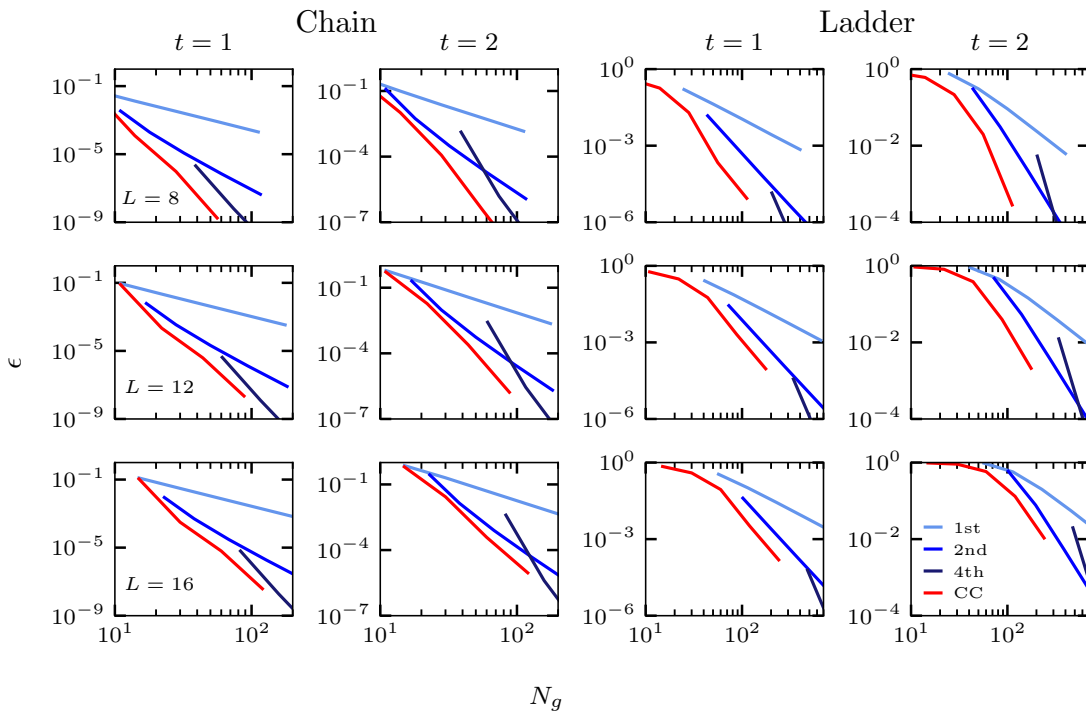 Chain
Ladder
t = 1
t = 2
t = 1
t = 2
10^{-1}
10^{-5}
10^{-9}
L = 8
10^{-1}
10^{-4}
10^{-7}
10^{0}
10^{-3}
10^{-6}
10^{0}
10^{-2}
10^{-4}
10^{-1}
10^{-5}
10^{-9}
L = 12
10^{-1}
10^{-4}
10^{-7}
10^{0}
10^{-3}
10^{-6}
10^{0}
10^{-2}
10^{-4}
ϵ
10^{-1}
10^{-5}
10^{-9}
L = 16
10^{1}
10^{2}
10^{-1}
10^{-4}
10^{-7}
10^{1}
10^{2}
10^{0}
10^{-3}
10^{-6}
10^{1}
10^{2}
10^{0}
10^{-2}
10^{-4}
1st
2nd
4th
CC
10^{1}
10^{2}
N_g